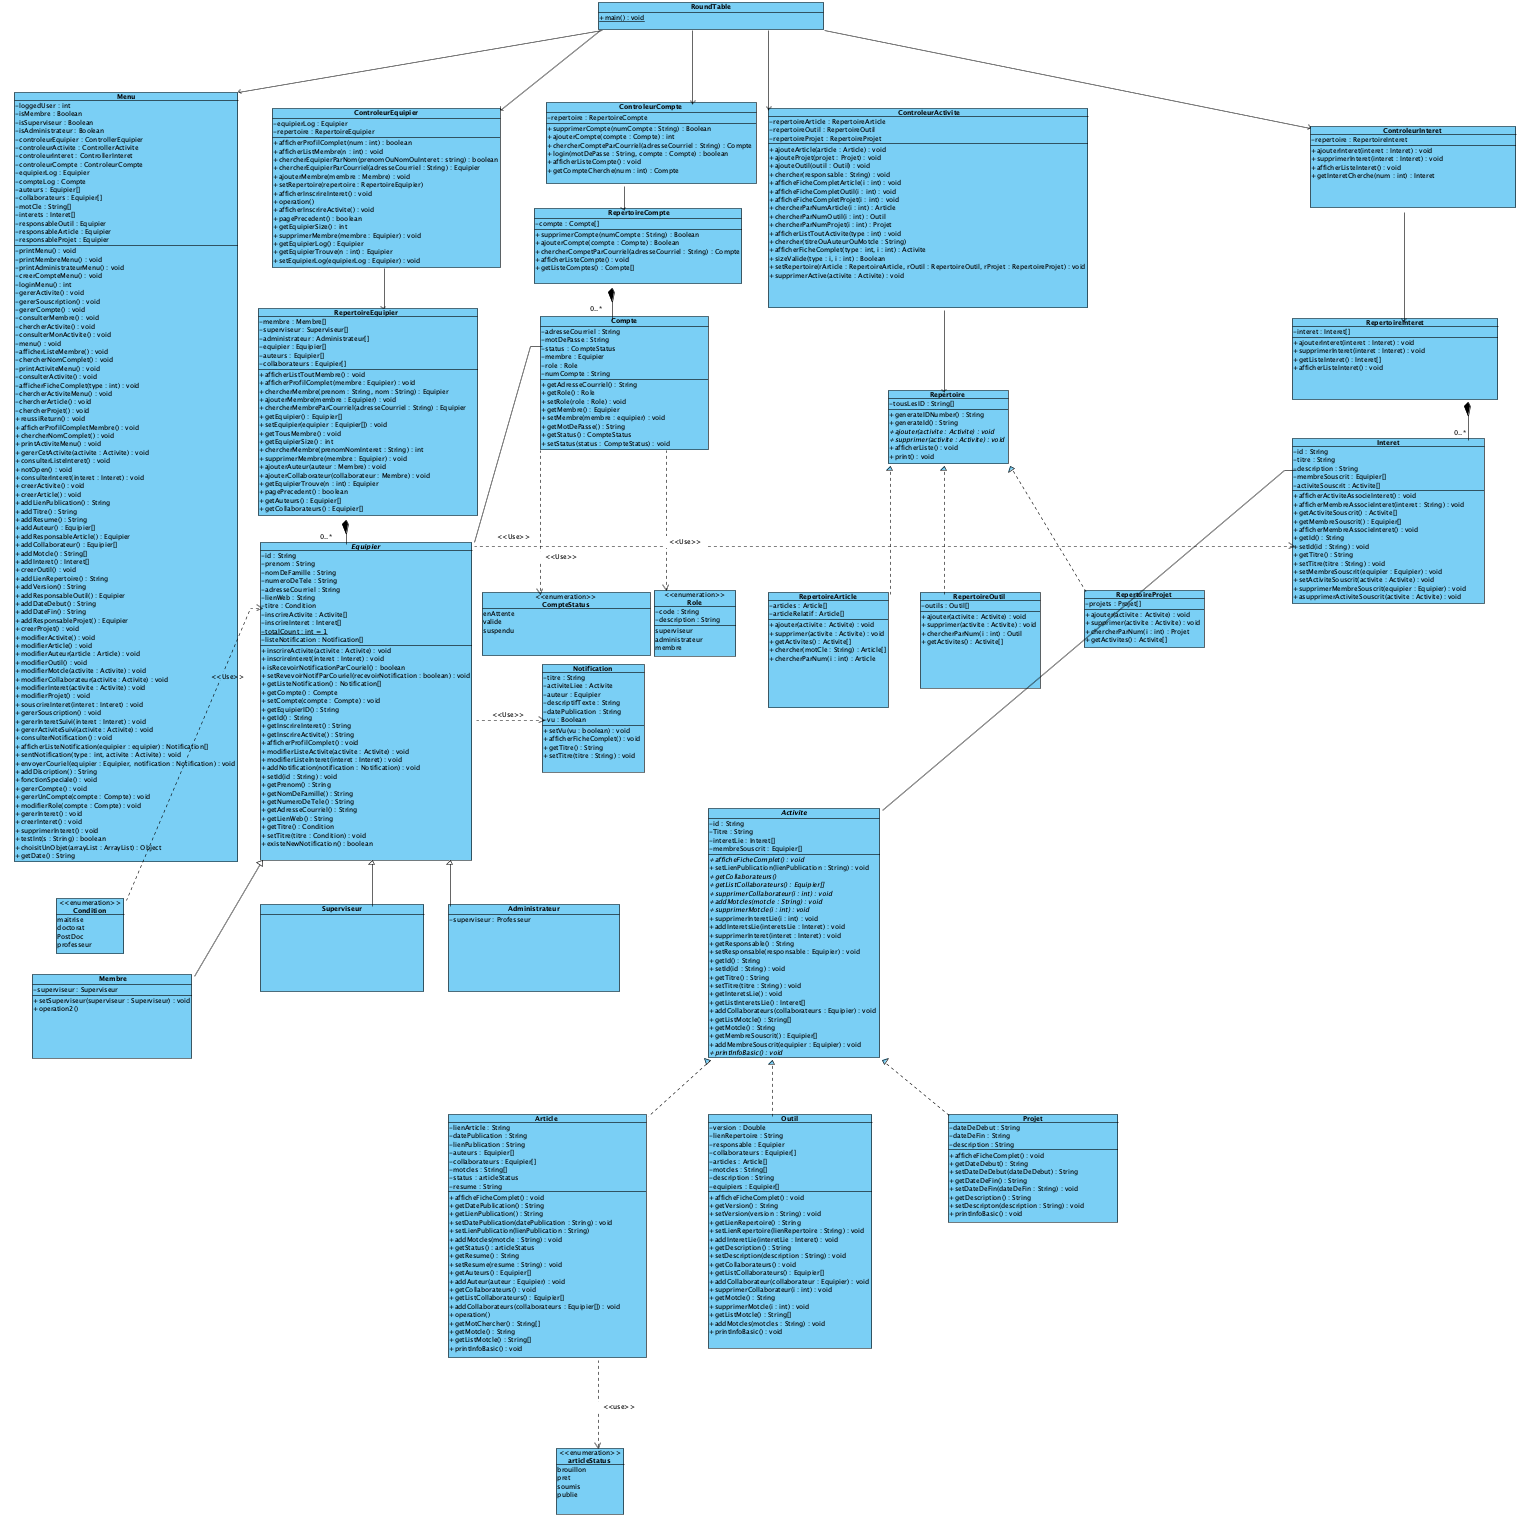 RoundTable
+main() : void
Menu
-loggedUser : int
-isMembre : Boolean
-isSuperviseur : Boolean
-isAdministrateur : Boolean
-controleurEquipier : ControllerEquipier
-controleurActivite : ControllerActivite
-controleurInteret : ControllerInteret
-controleurCompte : ControleurCompte
-equipierLog : Equipier
-compteLog : Compte
-auteurs : Equipier[]
-collaborateurs : Equipier[]
-motCle : String[]
-interets : Interet[]
-responsableOutil : Equipier
-responsableArticle : Equipier
-responsableProjet : Equipier
-printMenu() : void
-printMembreMenu() : void
-printAdministrateurMenu() : void
-creerCompteMenu() : void
-loginMenu() : int
-gererActivite() : void
-gererSouscription() : void
-gererCompte() : void
-consulterMembre() : void
-chercherActivite() : void
-consulterMonActivite() : void
-menu() : void
-afficherListeMembre() : void
-chercherNomComplet() : void
-printActiviteMenu() : void
-consulterActivite() : void
-afficherFicheComplet(type : int) : void
-chercherActiviteMenu() : void
-chercherArticle() : void
-chercherProjet() : void
+reussiReturn() : void
+afficherProfilCompletMembre() : void
+chercherNomComplet() : void
+printActiviteMenu() : void
+gererCetActivite(activite : Activite) : void
+consulterListeInteret() : void
+notOpen() : void
+consulterInteret(interet : Interet) : void
+creerActivite() : void
+creerArticle() : void
+addLienPublication() : String
+addTitre() : String
+addResume() : String
+addAuteur() : Equipier[]
+addResponsableArticle() : Equipier
+addCollaborateur() : Equipier[]
+addMotcle() : String[]
+addInteret() : Interet[]
+creerOutil() : void
+addLienRepertoire() : String
+addVersion() : String
+addResponsableOutil() : Equipier
+addDateDebut() : String
+addDateFin() : String
+addResponsableProjet() : Equipier
+creerProjet() : void
+modifierActivite() : void
+modifierArticle() : void
+modifierAuteur(article : Article) : void
+modifierOutil() : void
+modifierMotcle(activite : Activite) : void
+modifierCollaborateur(activite : Activite) : void
+modifierInteret(activite : Activite) : void
+modifierProjet() : void
+souscrireInteret(interet : Interet) : void
+gererSouscription() : void
+gererInteretSuivi(interet : Interet) : void
+gererActiviteSuivi(activite : Activite) : void
+consulterNotification() : void
+afficherListeNotification(equipier : equipier) : Notification[]
+sentNotification(type : int, activite : Activite) : void
+envoyerCouriel(equipier : Equipier, notification : Notification) : void
+addDiscription() : String
+fonctionSpeciale() : void
+gererCompte() : void
+gererUnCompte(compte : Compte) : void
+modifierRole(compte : Compte) : void
+gererInteret() : void
+creerInteret() : void
+supprimerInteret() : void
+testInt(s : String) : boolean
+choisitUnObjet(arrayList : ArrayList) : Object
+getDate() : String
ControleurEquipier
-equipierLog : Equipier
-repertoire : RepertoireEquipier
+afficherProfilComplet(num : int) : boolean
+afficherListMembre(n : int) : void
+chercherEquipierParNom(prenomOuNomOuInteret : string) : boolean
+chercherEquipierParCourriel(adresseCourriel : String) : Equipier
+ajouterMembre(membre : Membre) : void
+setRepertoire(repertoire : RepertoireEquipier)
+afficherInscrireInteret() : void
+operation()
+afficherInscrireActivite() : void
+pagePrecedent() : boolean
+getEquipierSize() : int
+supprimerMembre(membre : Equipier) : void
+getEquipierLog() : Equipier
+getEquipierTrouve(n : int) : Equipier
+setEquipierLog(equipierLog : Equipier) : void
ControleurCompte
-repertoire : RepertoireCompte
+supprimerCompte(numCompte : String) : Boolean
+ajouterCompte(compte : Compte) : int
+chercherCompteParCourriel(adresseCourriel : String) : Compte
+login(motDePasse : String, compte : Compte) : boolean
+afficherListeCompte() : void
+getCompteCherche(num : int) : Compte
ControleurActivite
-repertoireArticle : RepertoireArticle
-repertoireOutil : RepertoireOutil
-repertoireProjet : RepertoireProjet
+ajouteArticle(article : Article) : void
+ajouteProjet(projet : Projet) : void
+ajouteOutil(outil : Outil) : void
+chercher(responsable : String) : void
+afficheFicheCompletArticle(i : int) : void
+afficheFicheCompletOutil(i : int) : void
+afficheFicheCompletProjet(i : int) : void
+chercherParNumArticle(i : int) : Article
+chercherParNumOutil(i : int) : Outil
+chercherParNumProjet(i : int) : Projet
+afficherListToutActivite(type : int) : void
+chercher(titreOuAuteurOuMotcle : String)
+afficherFicheComplet(type : int, i : int) : Activite
+sizeValide(type : i, i : int) : Boolean
+setRepertoire(rArticle : RepertoireArticle, rOutil : RepertoireOutil, rProjet : RepertoireProjet) : void
+supprimerActive(activite : Activite) : void
ControleurInteret
-repertoire : RepertoireInteret
+ajouterInteret(interet : Interet) : void
+supprimerInteret(interet : Interet) : void
+afficherListeInteret() : void
+getInteretCherche(num : int) : Interet
RepertoireCompte
-compte : Compte[]
+supprimerCompte(numCompte : String) : Boolean
+ajouterCompte(compte : Compte) : Boolean
+chercherCompetParCourriel(adresseCourriel : String) : Compte
+afficherListeCompte() : void
+getListeComptes() : Compte[]
0..*
RepertoireEquipier
-membre : Membre[]
-superviseur : Superviseur[]
-administrateur : Administrateur[]
-equipier : Equipier[]
-auteurs : Equipier[]
-collaborateurs : Equipier[]
+afficherListToutMembre() : void
+afficherProfilComplet(membre : Equipier) : void
+chercherMembre(prenom : String, nom : String) : Equipier
+ajouterMembre(membre : Equipier) : void
+chercherMembreParCourriel(adresseCourriel : String) : Equipier
+getEquipier() : Equipier[]
+setEquipier(equipier : Equipier[]) : void
+getTousMembre() : void
+getEquipierSize() : int
+chercherMembre(prenomNomInteret : String) : int
+supprimerMembre(membre : Equipier) : void
+ajouterAuteur(auteur : Membre) : void
+ajouterCollaborateur(collaborateur : Membre) : void
+getEquipierTrouve(n : int) : Equipier
+pagePrecedent() : boolean
+getAuteurs() : Equipier[]
+getCollaborateurs() : Equipier[]
0..*
Compte
-adresseCourriel : String
-motDePasse : String
-status : CompteStatus
-membre : Equipier
-role : Role
-numCompte : String
+getAdresseCourriel() : String
+getRole() : Role
+setRole(role : Role) : void
+getMembre() : Equipier
+setMembre(membre : equipier) : void
+getMotDePasse() : String
+getStatus() : CompteStatus
+setStatus(status : CompteStatus) : void
RepertoireInteret
-interet : Interet[]
+ajouterInteret(interet : Interet) : void
+supprimerInteret(interet : Interet) : void
+getListeInteret() : Interet[]
+afficherListeInteret() : void
0..*
Repertoire
-tousLesID : String[]
+generateIDNumber() : String
+generateId() : String
+ajouter(activite : Activite) : void
+supprimer(activite : Activite) : void
+afficherListe() : void
+print() : void
Interet
-id : String
-titre : String
-description : String
-membreSouscrit : Equipier[]
-activiteSouscrit : Activite[]
+afficherActiviteAssocieInteret() : void
+afficherMembreAssocieInteret(interet : String) : void
+getActiviteSouscrit() : Activite[]
+getMembreSouscrit() : Equipier[]
+afficherMembreAssocieInteret() : void
+getId() : String
+setId(id : String) : void
+getTitre() : String
+setTitre(titre : String) : void
+setMembreSouscrit(equipier : Equipier) : void
+setActiviteSouscit(activite : Activite) : void
+supprimerMembreSouscrit(equipier : Equipier) : void
+asupprimerActiviteSouscrit(activite : Activite) : void
<<Use>>
<<Use>>
<<Use>>
Equipier
-id : String
-prenom : String
-nomDeFamille : String
-numeroDeTele : String
-adresseCourriel : String
-lienWeb : String
-titre : Condition
-inscrireActivite : Activite[]
-inscrireInteret : Interet[]
-totalCount : int = 1
-listeNotification : Notification[]
+inscrireActivite(activite : Activite) : void
+inscrireInteret(interet : Interet) : void
+isRecevoirNotificationParCouriel() : boolean
+setRevevoirNotifParCouriel(recevoirNotification : boolean) : void
+getListeNotification() : Notification[]
+getCompte() : Compte
+setCompte(compte : Compte) : void
+getEquipierID() : String
+getId() : String
+getInscrireInteret() : String
+getInscrireActivite() : String
+afficherProfilComplet() : void
+modifierListeActivite(activite : Activite) : void
+modifierListeInteret(interet : Interet) : void
+addNotification(notification : Notification) : void
+setId(id : String) : void
+getPrenom() : String
+getNomDeFamille() : String
+getNumeroDeTele() : String
+getAdresseCourriel() : String
+getLienWeb() : String
+getTitre() : Condition
+setTitre(titre : Condition) : void
+existeNewNotification() : boolean
<<enumeration>>
CompteStatus
enAttente
valide
suspendu
<<enumeration>>
Role
-code : String
-description : String
superviseur
administrateur
membre
RepertoireArticle
-articles : Article[]
-articleRelatif : Article[]
+ajouter(activite : Activite) : void
+supprimer(activite : Activite) : void
+getActivites() : Activite[]
+chercher(motCle : String) : Article[]
+chercherParNum(i : int) : Article
RepertoireOutil
-outils : Outil[]
+ajouter(activite : Activite) : void
+supprimer(activite : Activite) : void
+chercherParNum(i : int) : Outil
+getActivites() : Activite[]
RepertoireProjet
-projets : Projet[]
+ajouter(activite : Activite) : void
+supprimer(activite : Activite) : void
+chercherParNum(i : int) : Projet
+getActivites() : Activite[]
<<Use>>
<<Use>>
Notification
-titre : String
-activiteLiee : Activite
-auteur : Equipier
-descriptifTexte : String
-datePublication : String
-vu : Boolean
+setVu(vu : boolean) : void
+afficherFicheComplet() : void
+getTitre() : String
+setTitre(titre : String) : void
Activite
-id : String
-Titre : String
-interetLie : Interet[]
-membreSouscrit : Equipier[]
+afficheFicheComplet() : void
+setLienPublication(lienPublication : String) : void
+getCollaborateurs()
+getListCollaborateurs() : Equipier[]
+supprimerCollaborateur(i : int) : void
+addMotcles(motcle : String) : void
+supprimerMotcle(i : int) : void
+supprimerInteretLie(i : int) : void
+addInteretsLie(interetsLie : Interet) : void
+supprimerInteret(interet : Interet) : void
+getResponsable() : String
+setResponsable(responsable : Equipier) : void
+getId() : String
+setId(id : String) : void
+getTitre() : String
+setTitre(titre : String) : void
+getInteretsLie() : void
+getListInteretsLie() : Interet[]
+addCollaborateurs(collaborateurs : Equipier) : void
+getListMotcle() : String[]
+getMotcle() : String
+getMembreSouscrit() : Equipier[]
+addMembreSouscrit(equipier : Equipier) : void
+printInfoBasic() : void
<<enumeration>>
Condition
maitrise
doctorat
PostDoc
professeur
Superviseur
Administrateur
-superviseur : Professeur
Membre
-superviseur : Superviseur
+setSuperviseur(superviseur : Superviseur) : void
+operation2()
Article
-lienArticle : String
-datePublication : String
-lienPublication : String
-auteurs : Equipier[]
-collaborateurs : Equipier[]
-motcles : String[]
-status : articleStatus
-resume : String
+afficheFicheComplet() : void
+getDatePublication() : String
+getLienPublication() : String
+setDatePublication(datePublication : String) : void
+setLienPublication(lienPublication : String)
+addMotcles(motcle : String) : void
+getStatus() : articleStatus
+getResume() : String
+setResume(resume : String) : void
+getAuteurs() : Equipier[]
+addAuteur(auteur : Equipier) : void
+getCollaborateurs() : void
+getListCollaborateurs() : Equipier[]
+addCollaborateurs(collaborateurs : Equipier[]) : void
+operation()
+getMotChercher() : String[]
+getMotcle() : String
+getListMotcle() : String[]
+printInfoBasic() : void
Outil
-version : Double
-lienRepertoire : String
-responsable : Equipier
-collaborateurs : Equipier[]
-articles : Article[]
-motcles : String[]
-description : String
-equipiers : Equipier[]
+afficheFicheComplet() : void
+getVersion() : String
+setVersion(version : String) : void
+getLienRepertoire() : String
+setLienRepertoire(lienRepertoire : String) : void
+addInteretLie(interetLie : Interet) : void
+getDescription() : String
+setDescription(description : String) : void
+getCollaborateurs() : void
+getListCollaborateurs() : Equipier[]
+addCollaborateur(collaborateur : Equipier) : void
+supprimerCollaborateur(i : int) : void
+getMotcle() : String
+supprimerMotcle(i : int) : void
+getListMotcle() : String[]
+addMotcles(motcles : String) : void
+printInfoBasic() : void
Projet
-dateDeDebut : String
-dateDeFin : String
-description : String
+afficheFicheComplet() : void
+getDateDebut() : String
+setDateDeDebut(dateDeDebut) : String
+getDateDeFin() : String
+setDateDeFin(dateDeFin : String) : void
+getDescription() : String
+setDescripton(description : String) : void
+printInfoBasic() : void
<<use>>
<<enumeration>>
articleStatus
brouillon
pret
soumis
publie